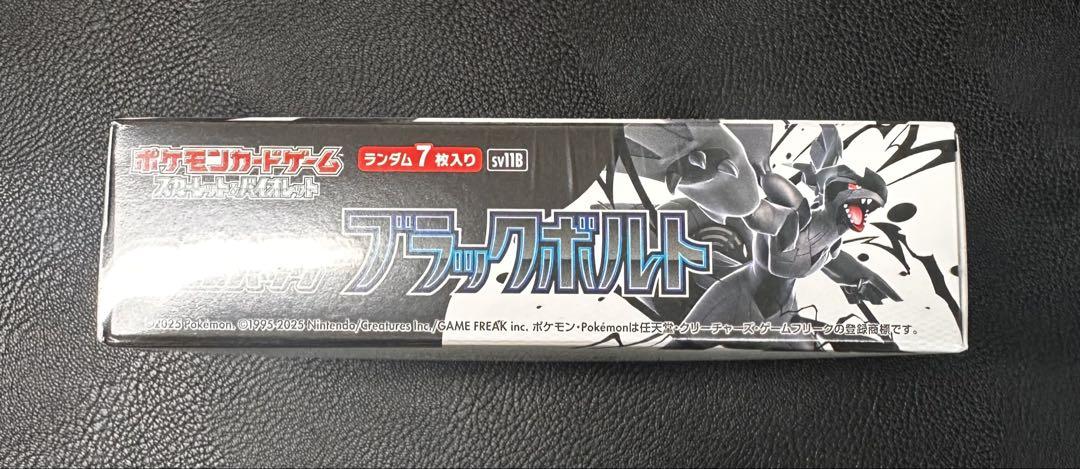 ポケモンカードゲーム ランダム7枚入り sv11B
スカーレット&バイオレット
ブラックボルト
©2025 Pokémon. ©1995-2025 Nintendo/Creatures Inc./GAME FREAK inc. ポケモン・Pokémonは任天堂・クリーチャーズ・ゲームフリークの登録商標です。